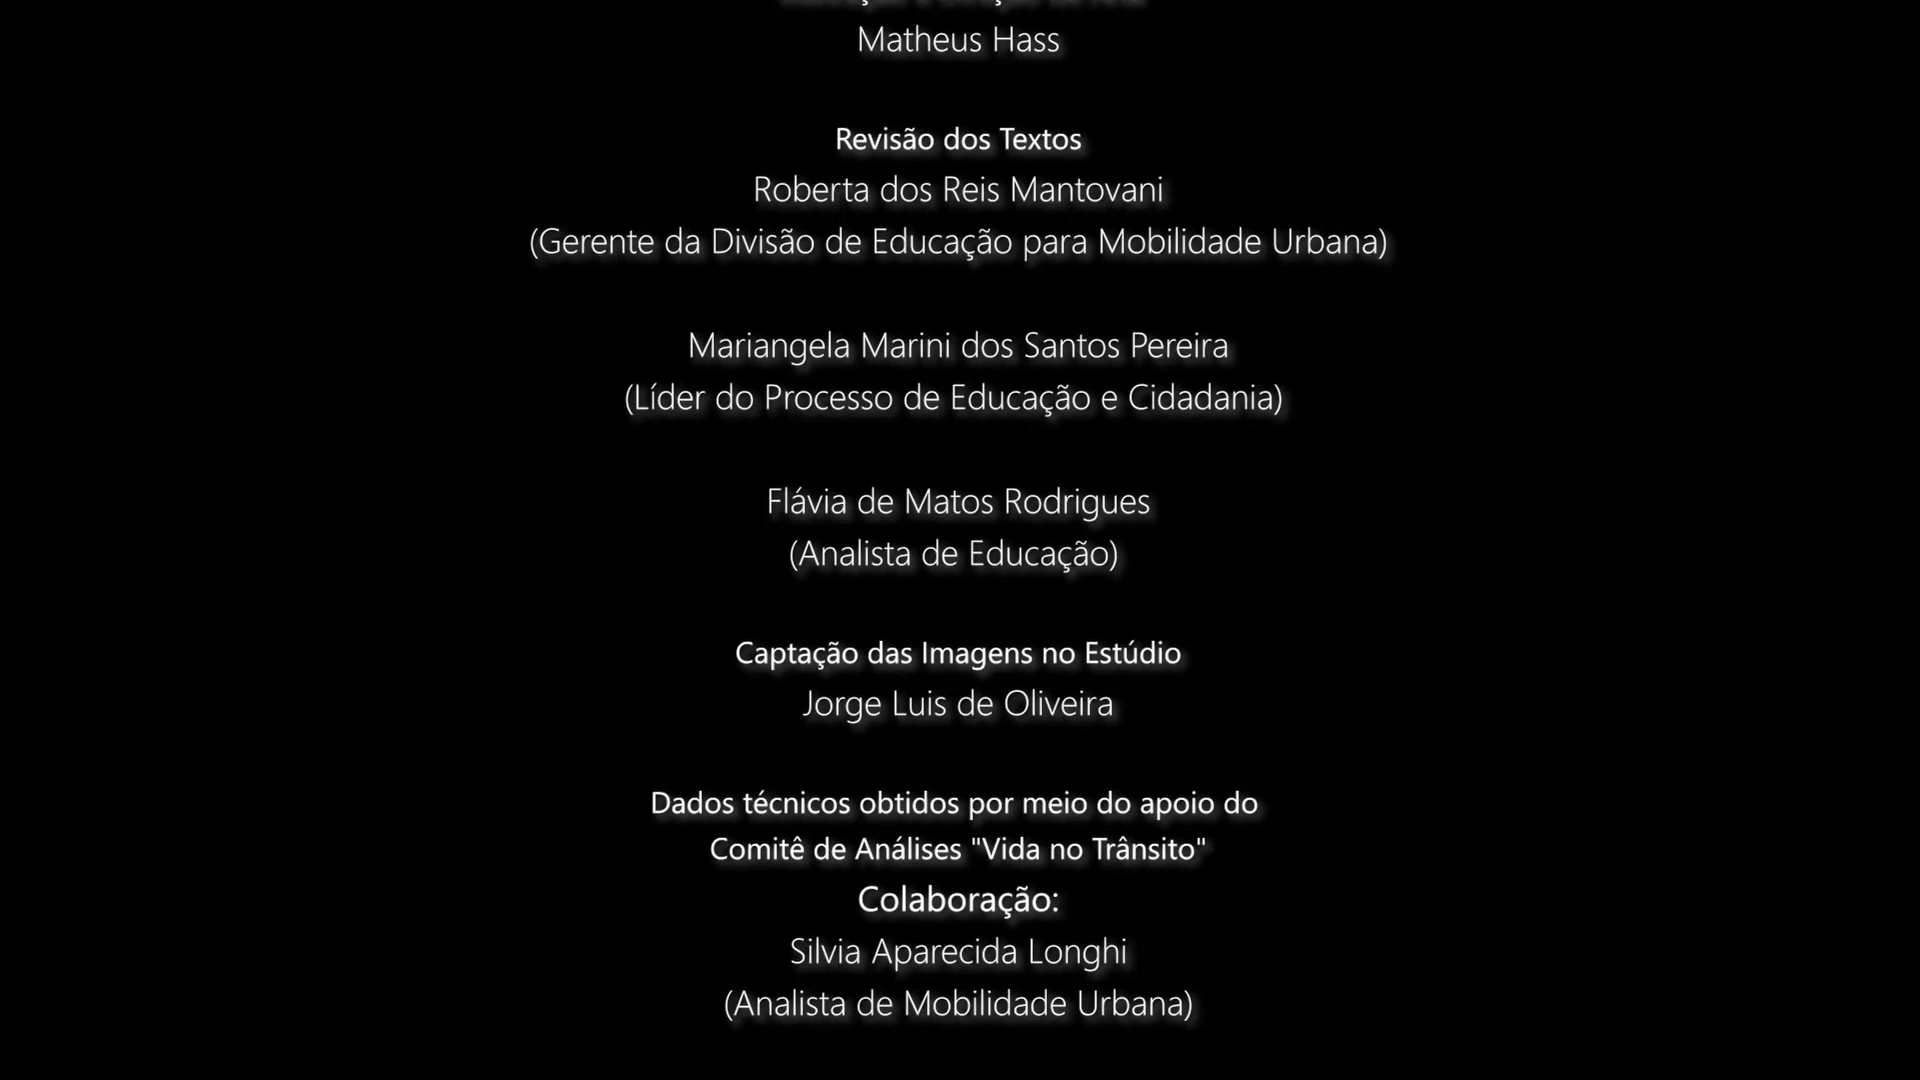 Matheus Hass
Revisão dos Textos
Roberta dos Reis Mantovani
(Gerente da Divisão de Educação para Mobilidade Urbana)
Mariangela Marini dos Santos Pereira
(Líder do Processo de Educação e Cidadania)
Flávia de Matos Rodrigues
(Analista de Educação)
Captação das Imagens no Estúdio
Jorge Luis de Oliveira
Dados técnicos obtidos por meio do apoio do
Comitê de Análises "Vida no Trânsito"
Colaboração:
Silvia Aparecida Longhi
(Analista de Mobilidade Urbana)